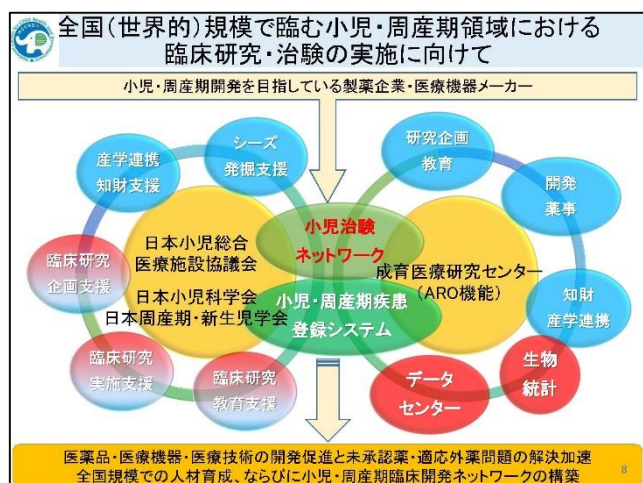 全国(世界的)規模で臨む小児・周産期領域における
臨床研究・治験の実施に向けて
小児・周産期開発を目指している製薬企業・医療機器メーカー
産学連携
知財支援
シーズ
発掘支援
研究企画
教育
開発
薬事
臨床研究
企画支援
日本小児総合
医療施設協議会
日本小児科学会
日本周産期・新生児学会
小児治験
ネットワーク
小児・周産期疾患
登録システム
成育医療研究センター
(ARO機能)
知財
産学連携
臨床研究
実施支援
臨床研究
教育支援
データ
センター
生物
統計
医薬品・医療機器・医療技術の開発促進と未承認薬・適応外薬問題の解決加速
全国規模での人材育成、ならびに小児・周産期臨床開発ネットワークの構築
8